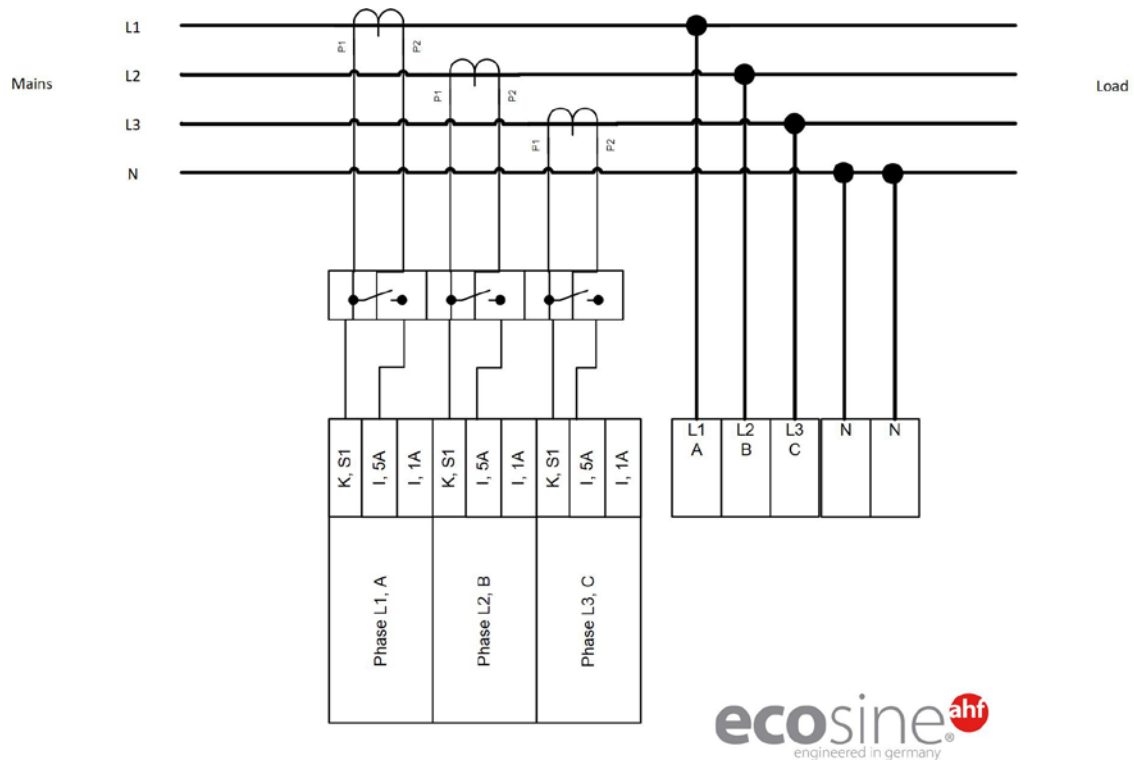 L1
P1
P2
L2
Mains
P1
P2
Load
L3
P1
P2
N
K, S1
I, 5A
I, 1A
K, S1
I, 5A
I, 1A
K, S1
I, 5A
I, 1A
L1
A
L2
B
L3
C
N
N
Phase L1, A
Phase L2, B
Phase L3, C
ecosine ahf
®
engineered in germany